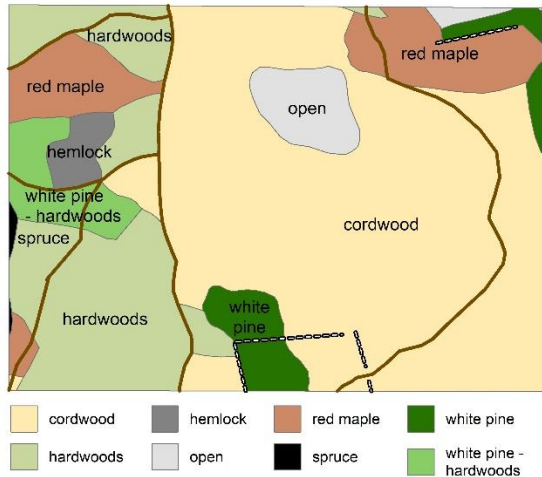 hardwoods
red maple
red maple
open
hemlock
white pine
- hardwoods
spruce
cordwood
hardwoods
white
pine
cordwood
hemlock
red maple
white pine
hardwoods
open
spruce
white pine -
hardwoods